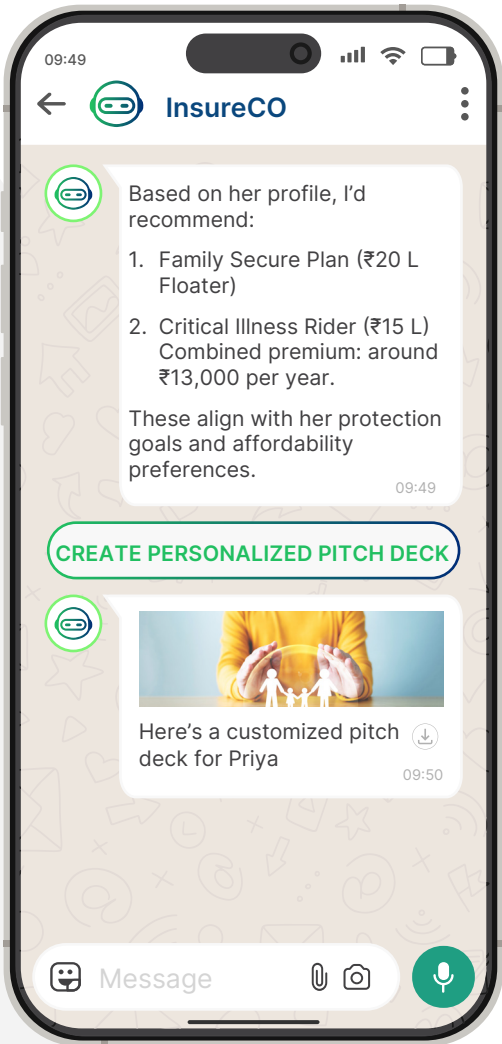 09:49
InsureCO
Based on her profile, I’d
recommend:
1. Family Secure Plan (₹20 L
Floater)
2. Critical Illness Rider (₹15 L)
Combined premium: around
₹13,000 per year.
These align with her protection
goals and affordability
preferences.
09:49
CREATE PERSONALIZED PITCH DECK
Here’s a customized pitch
deck for Priya
09:50
Message